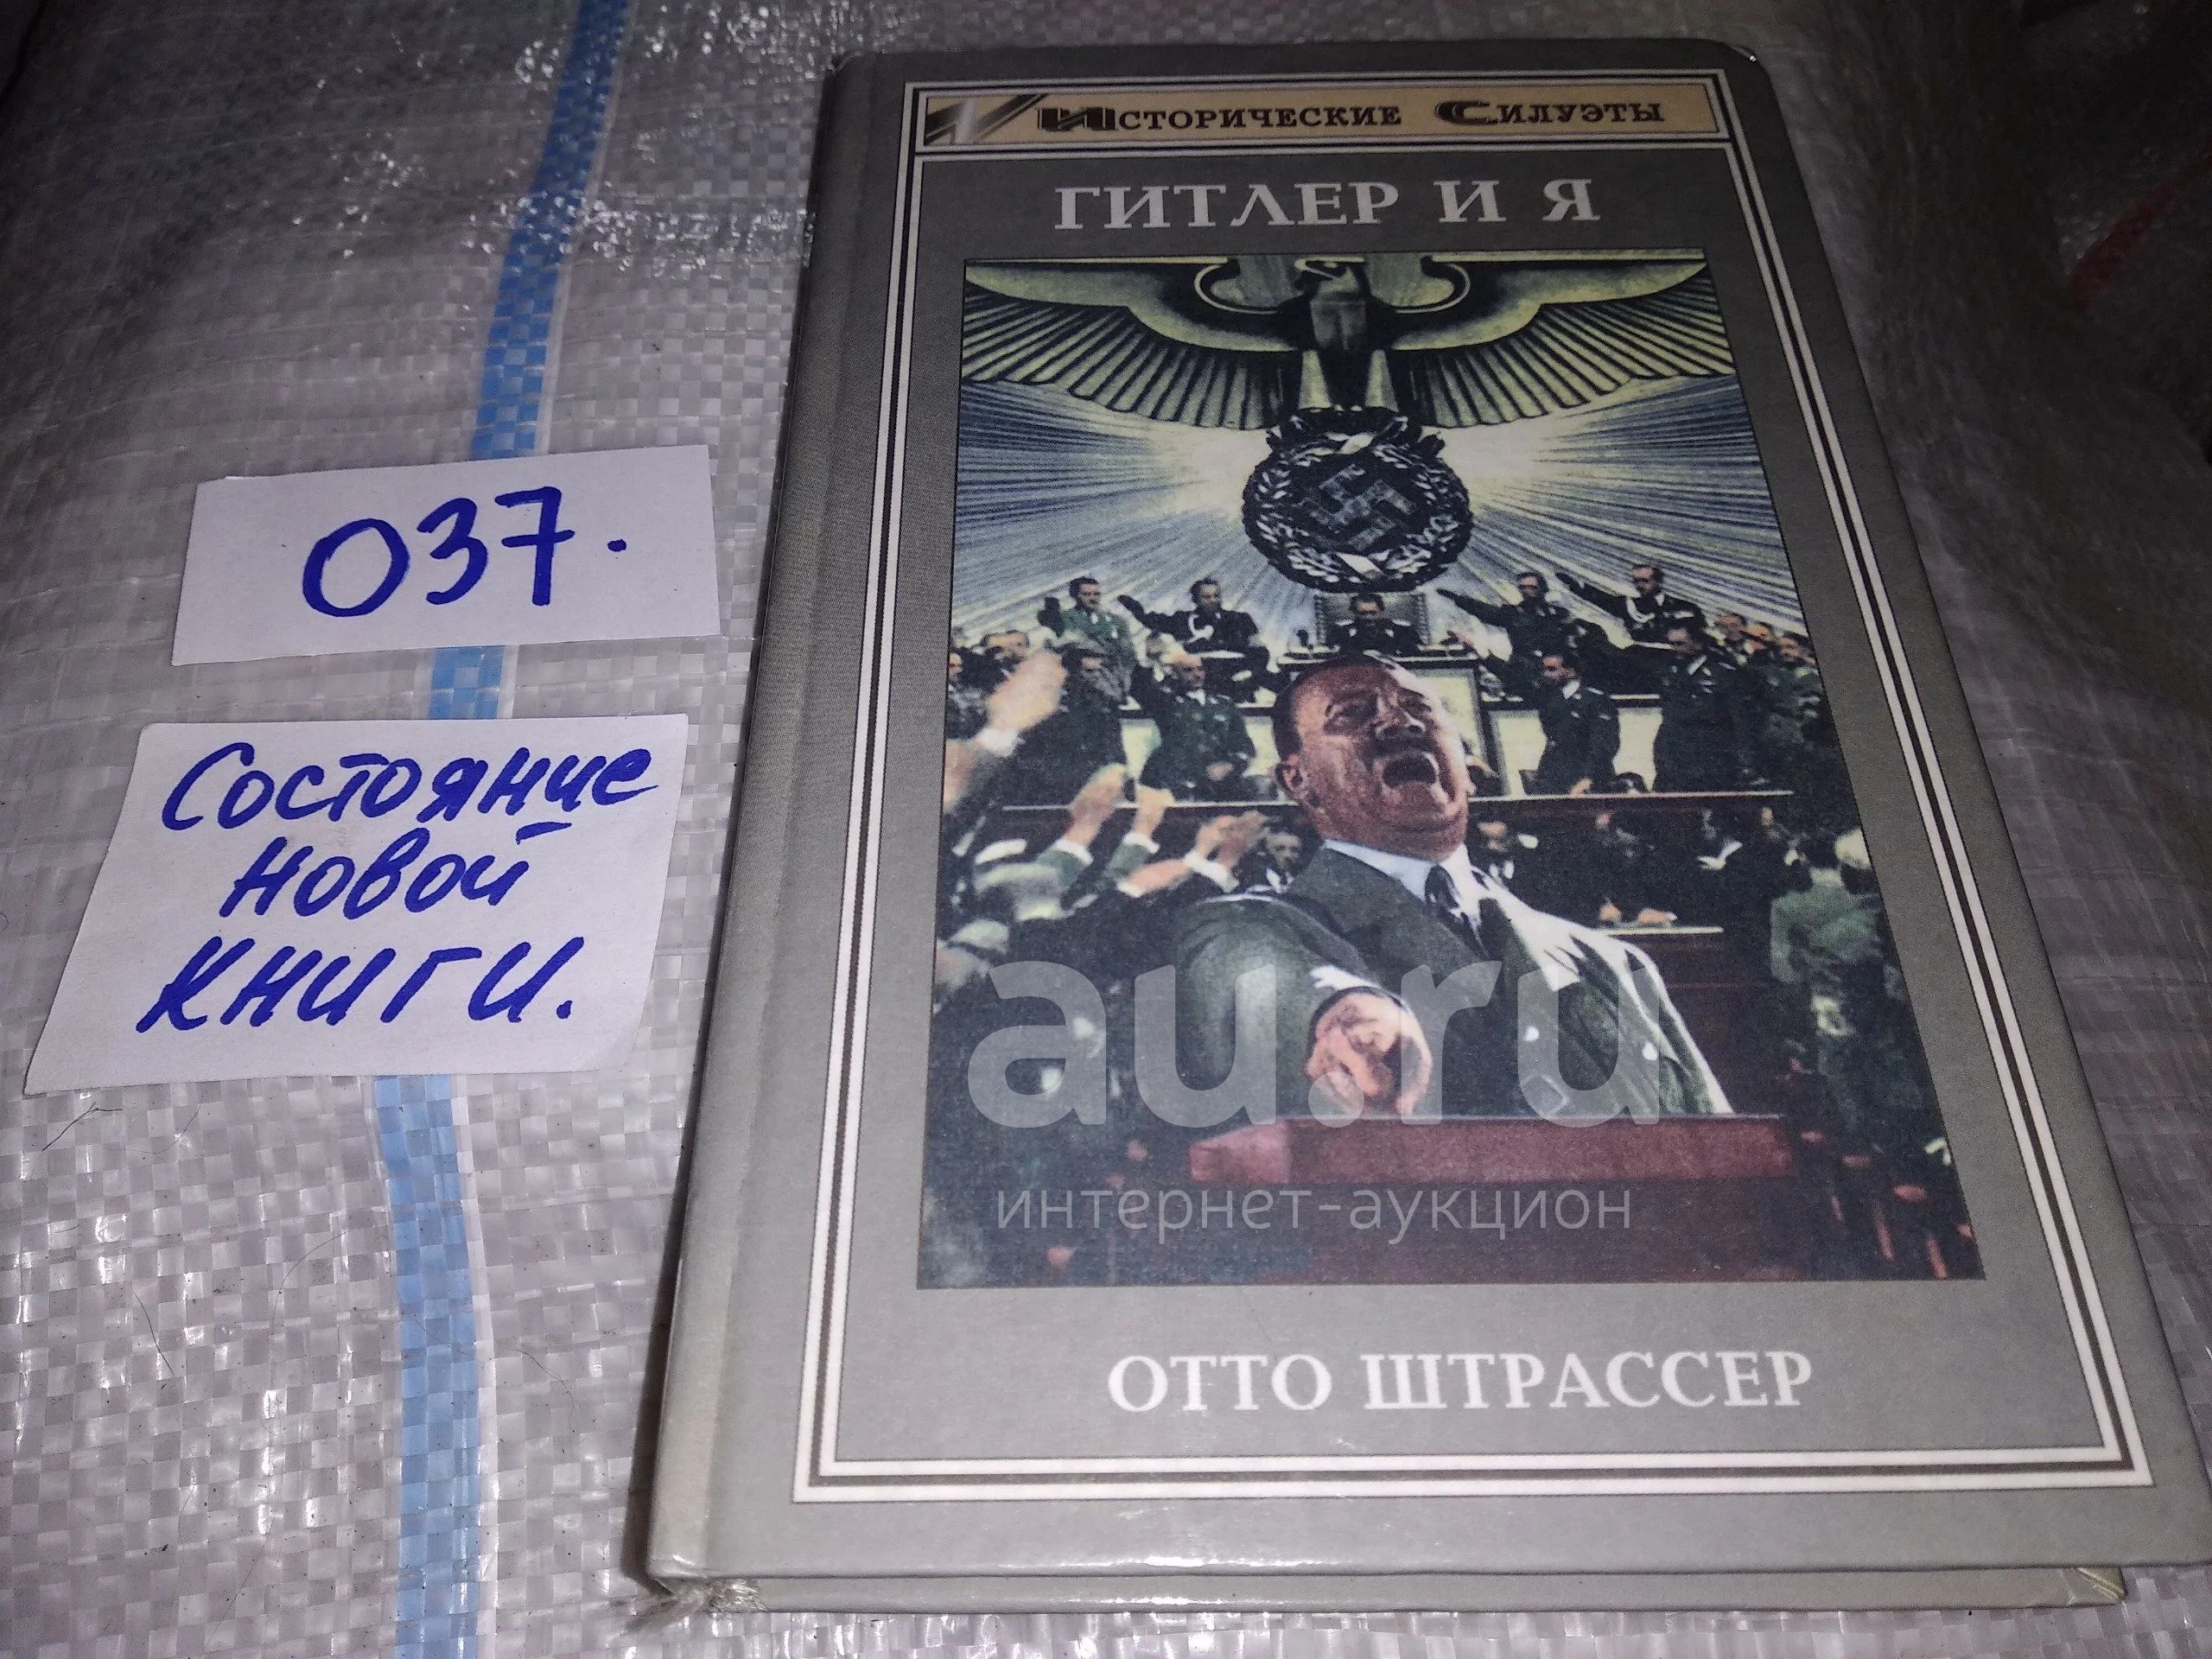 Исторические Силуэты
ГИТЛЕР И Я
037.
Состояние
новой
книги.
au.ru
интернет-аукцион
ОТТО ШТРАССЕР